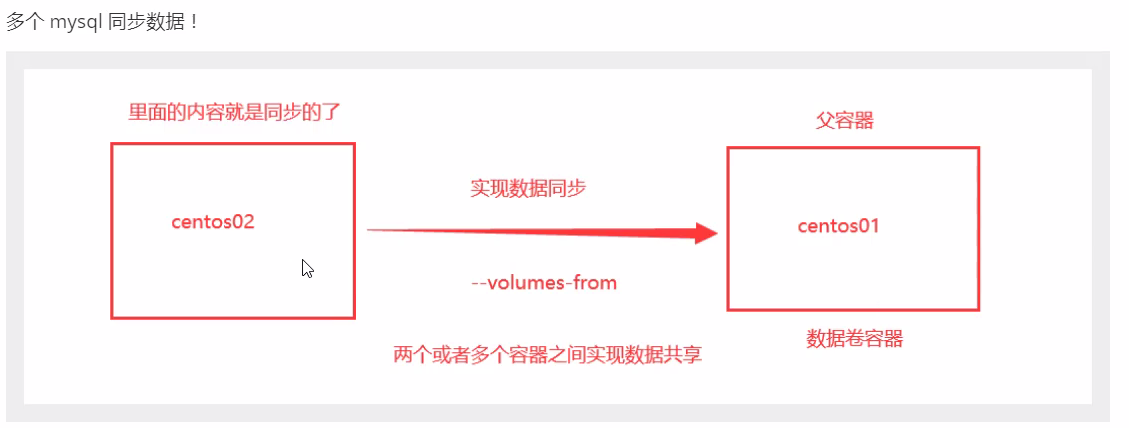 多个 mysql 同步数据！
里面的内容就是同步的了
父容器
实现数据同步
centos02
centos01
--volumes-from
数据卷容器
两个或者多个容器之间实现数据共享